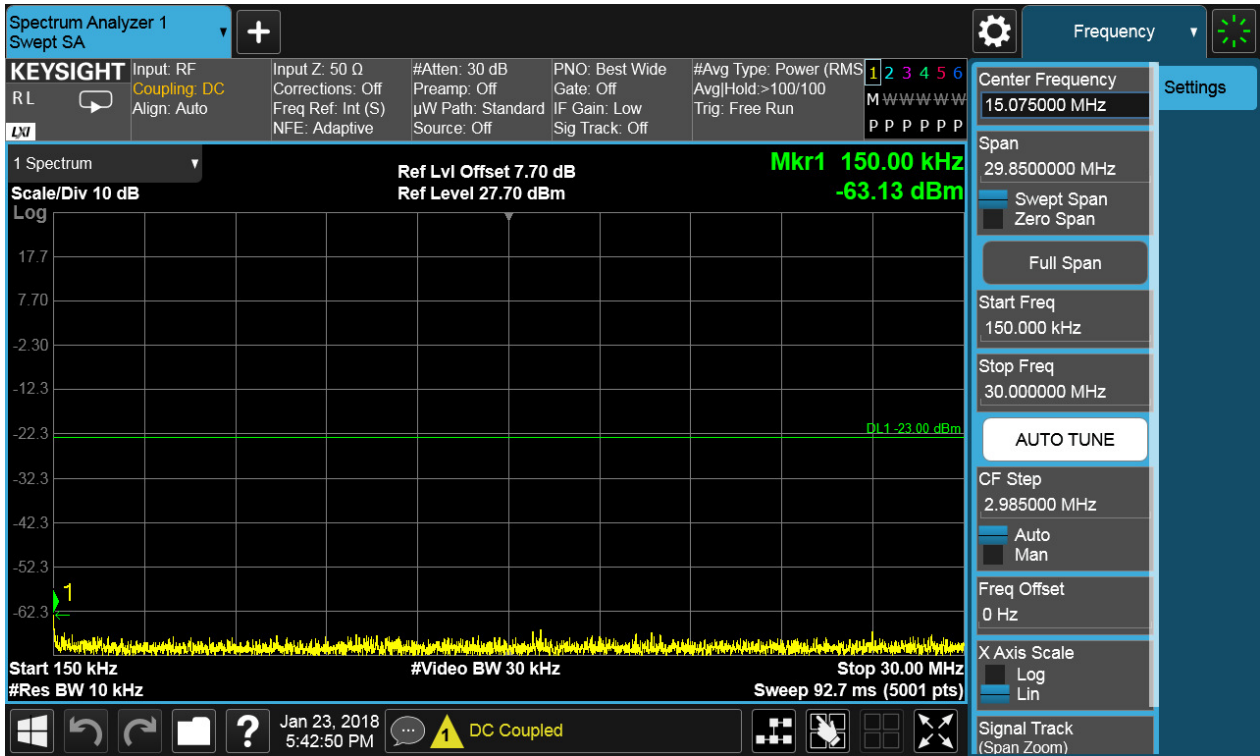 Spectrum Analyzer 1
Swept SA
+
Frequency
KEYSIGHT
RL
LXI
Input: RF
Coupling: DC
Align: Auto
Input Z: 50 Ω
Corrections: Off
Freq Ref: Int (S)
NFE: Adaptive
#Atten: 30 dB
Preamp: Off
µW Path: Standard
Source: Off
PNO: Best Wide
Gate: Off
IF Gain: Low
Sig Track: Off
#Avg Type: Power (RMS
Avg|Hold:>100/100
Trig: Free Run
1 2 3 4 5 6
M W W W W W
P P P P P P
1 Spectrum
Scale/Div 10 dB
Log
Ref Lvl Offset 7.70 dB
Ref Level 27.70 dBm
Mkr1 150.00 kHz
-63.13 dBm
17.7
7.70
-2.30
-12.3
-22.3
DL1 -23.00 dBm
-32.3
-42.3
-52.3
1
-62.3
Start 150 kHz
#Video BW 30 kHz
Stop 30.00 MHz
#Res BW 10 kHz
Sweep 92.7 ms (5001 pts)
Center Frequency
15.075000 MHz
Span
29.8500000 MHz
Swept Span
Zero Span
Full Span
Start Freq
150.000 kHz
Stop Freq
30.000000 MHz
AUTO TUNE
CF Step
2.985000 MHz
Auto
Man
Freq Offset
0 Hz
X Axis Scale
Log
Lin
Signal Track
(Span Zoom)
Settings
?
Jan 23, 2018
5:42:50 PM
1
DC Coupled